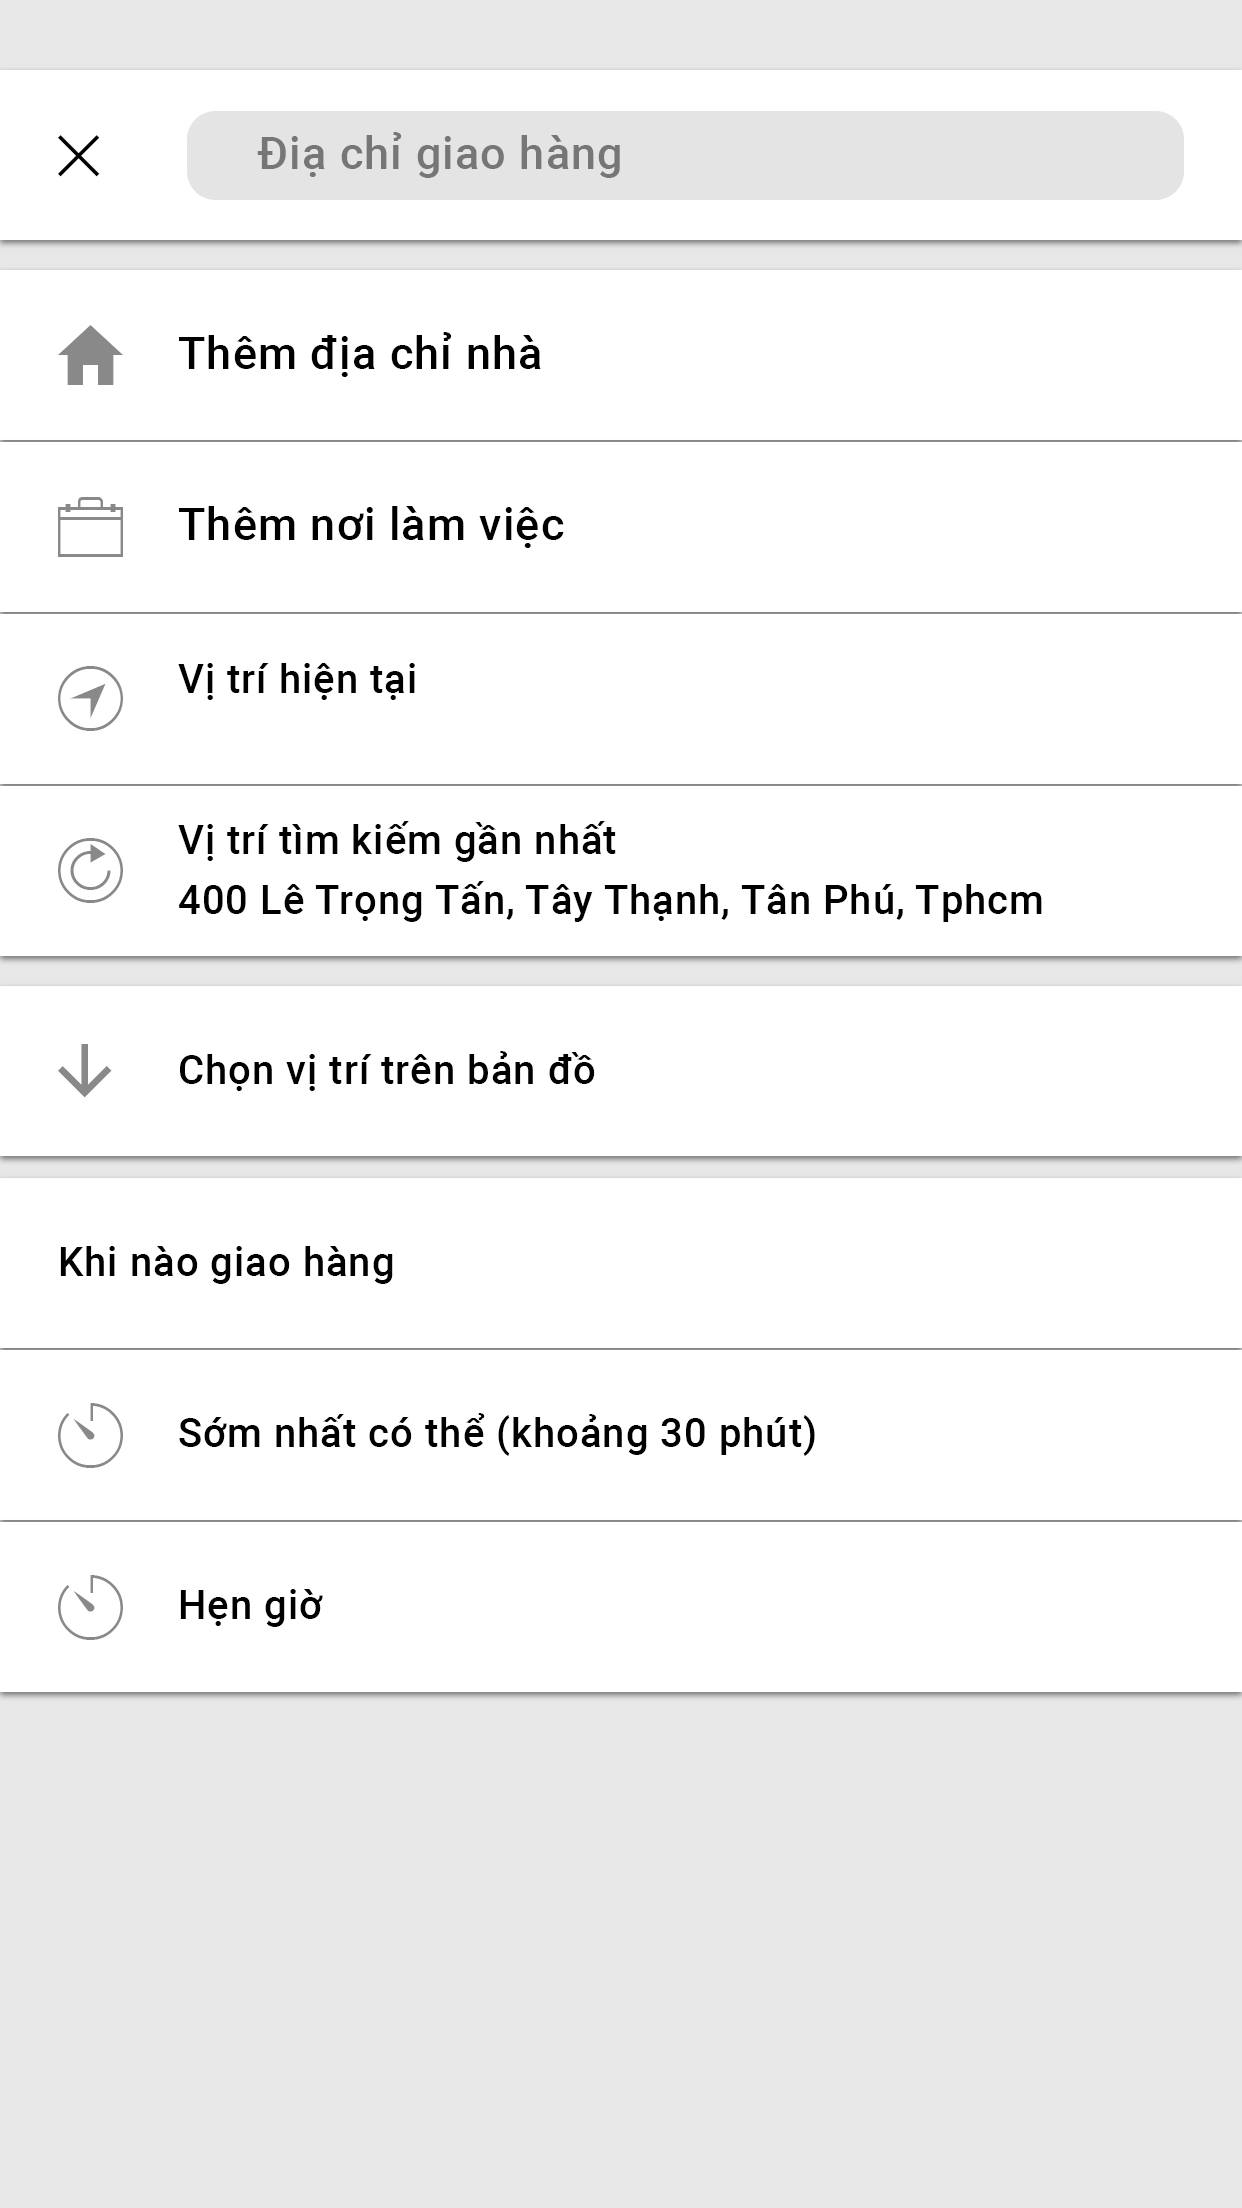 Điạ chỉ giao hàng
Thêm địa chỉ nhà
Thêm nơi làm việc
Vị trí hiện tại
Vị trí tìm kiếm gần nhất
400 Lê Trọng Tấn, Tây Thạnh, Tân Phú, Tphcm
Chọn vị trí trên bản đồ
Khi nào giao hàng
Sớm nhất có thể (khoảng 30 phút)
Hẹn giờ